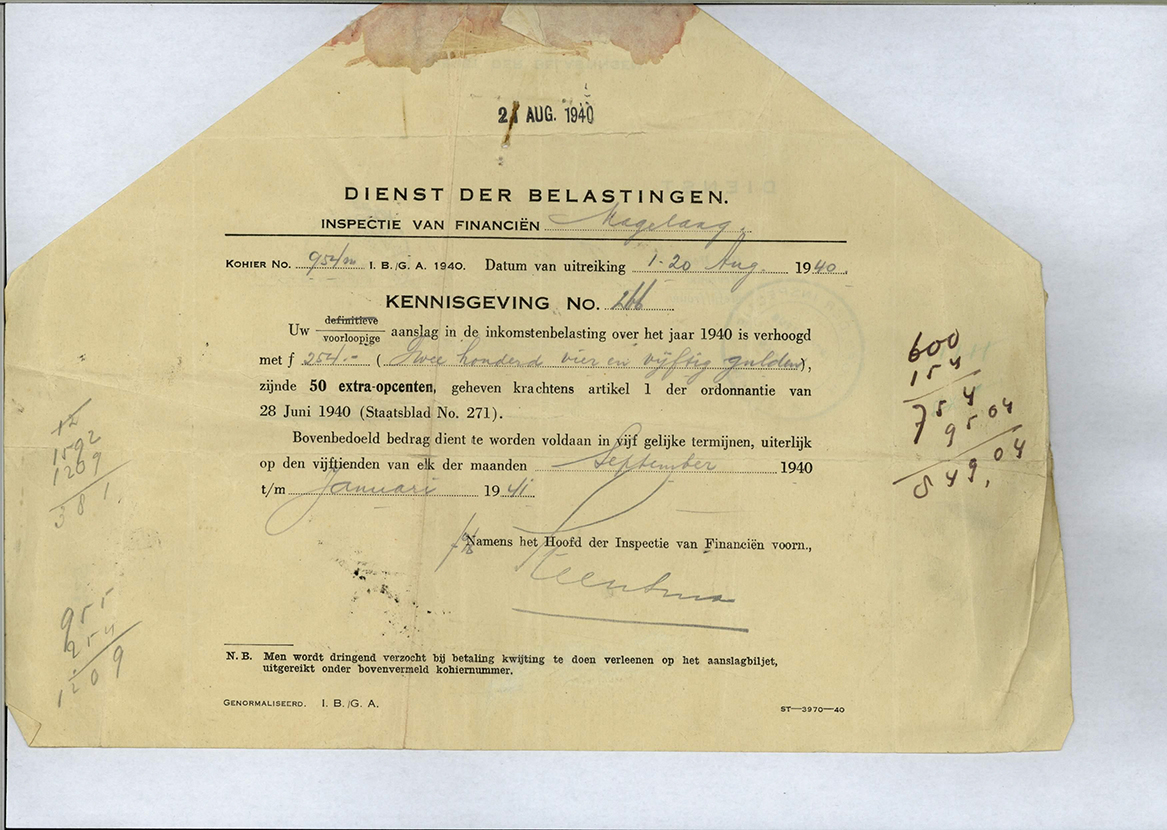 21 AUG. 1940
DIENST DER BELASTINGEN.
INSPECTIE VAN FINANCIËN Magelang
KOHIER NO. 954/m I. B./G. A. 1940. Datum van uitreiking 1-20 Aug. 1940.
KENNISGEVING NO. 266
Uw definitieve voorloopige aanslag in de inkomstenbelasting over het jaar 1940 is verhoogd
met f 254.- (Twee honderd vier en vijftig gulden),
zijnde 50 extra-opcenten, geheven krachtens artikel 1 der ordonnantie van
28 Juni 1940 (Staatsblad No. 271).
Bovenbedoeld bedrag dient te worden voldaan in vijf gelijke termijnen, uiterlijk
op den vijftienden van elk der maanden September 1940
t/m Januari 1941
Namens het Hoofd der Inspectie van Financiën voorn.,
N. B. Men wordt dringend verzocht bij betaling kwijting te doen verleenen op het aanslagbiljet,
uitgereikt onder bovenvermeld kohiernummer.
GENORMALISEERD. I. B./G. A.
ST—3970—40
12
1592
1209
381.
955
254
1209
600
154
754
95 04
849,04